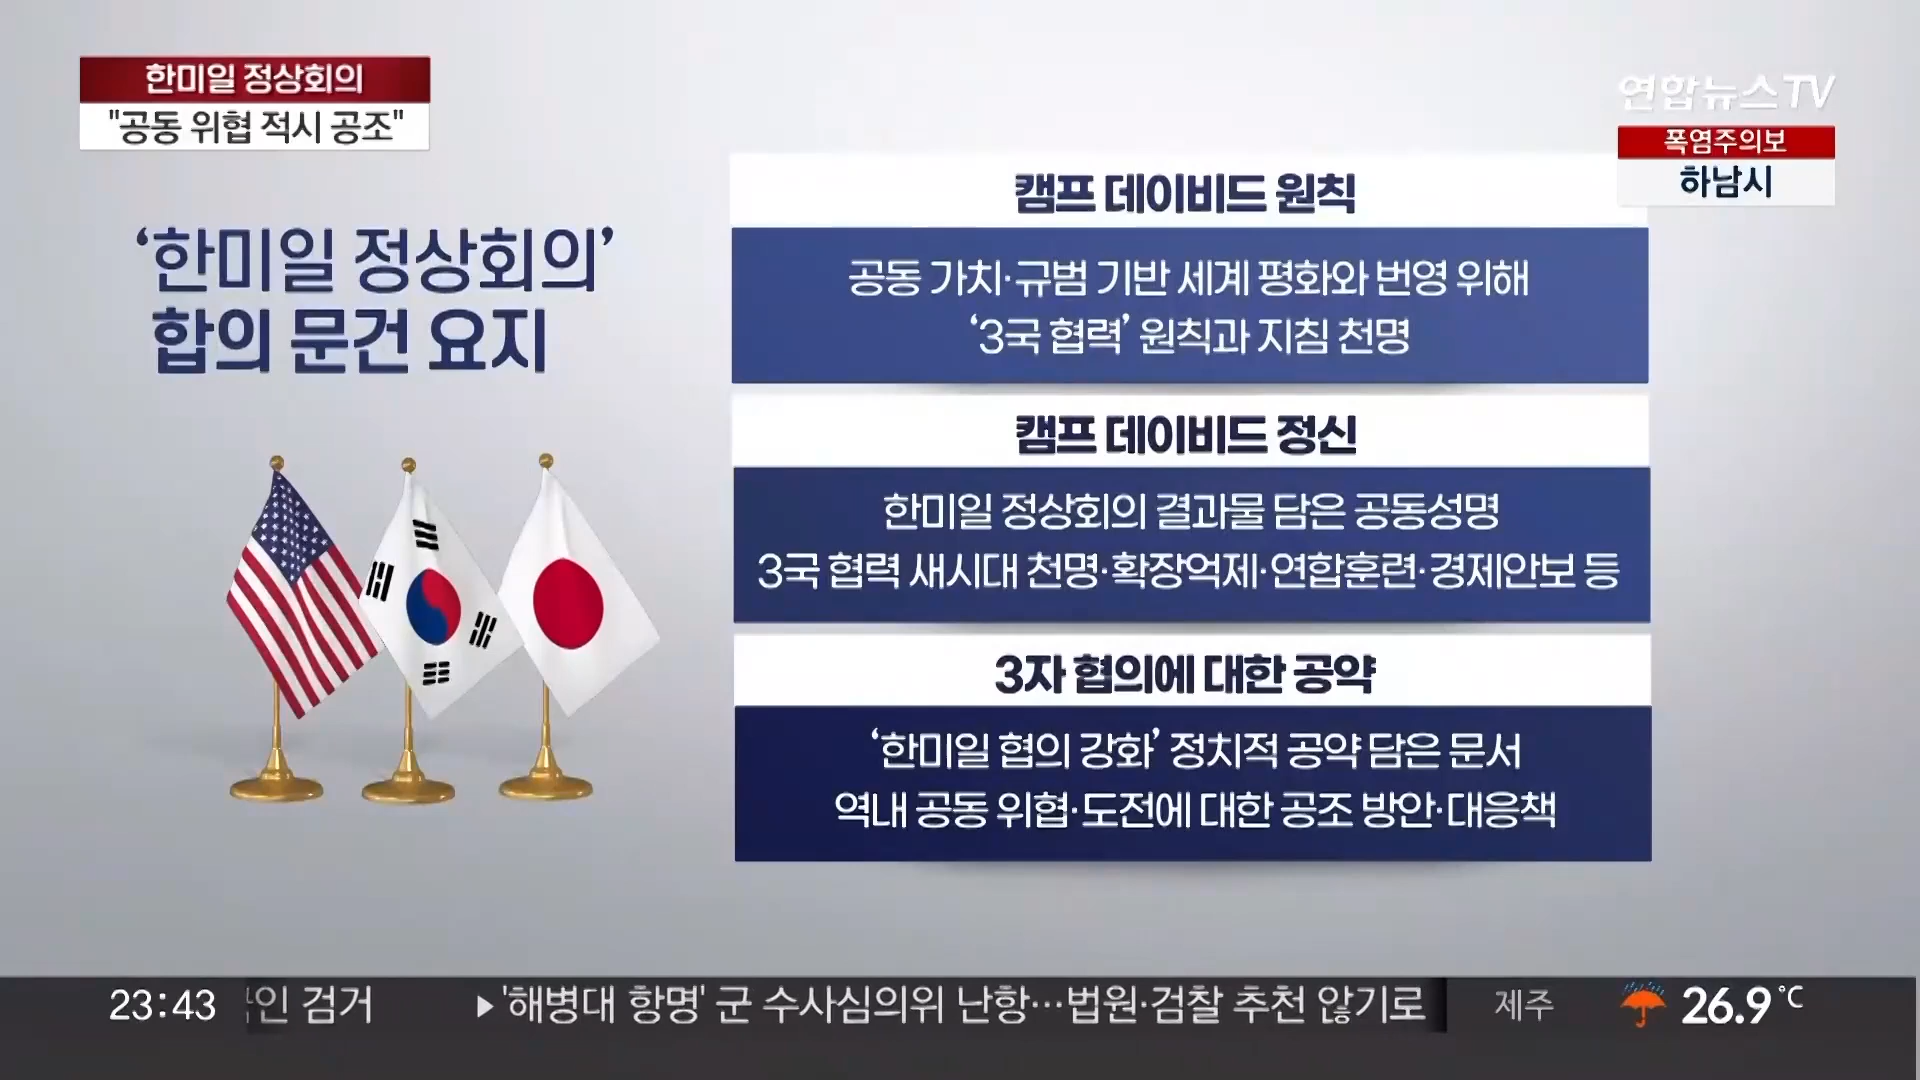 한미일 정상회의
"공동 위협 적시 공조"
연합뉴스TV
폭염주의보
하남시
‘한미일 정상회의’
합의 문건 요지
캠프 데이비드 원칙
공동 가치·규범 기반 세계 평화와 번영 위해
‘3국 협력’ 원칙과 지침 천명
캠프 데이비드 정신
한미일 정상회의 결과물 담은 공동성명
3국 협력 새시대 천명·확장억제·연합훈련·경제안보 등
3자 협의에 대한 공약
‘한미일 협의 강화’ 정치적 공약 담은 문서
역내 공동 위협·도전에 대한 공조 방안·대응책
23:43
검거 ▶'해병대 항명' 군 수사심의위 난항…법원·검찰 추천 않기로
제주 26.9℃